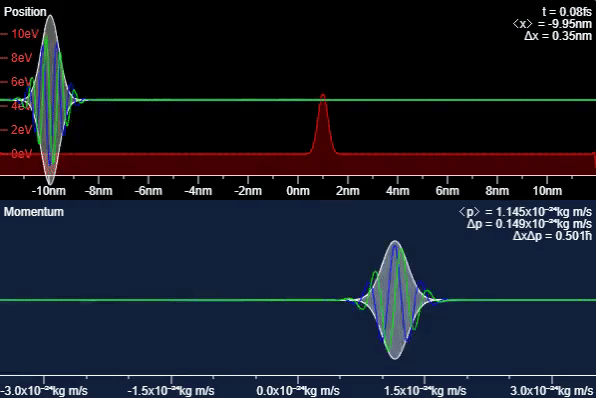 Position
t = 0.08fs
<x> = -9.95nm
Δx = 0.35nm
10eV
8eV
6eV
4eV
2eV
0eV
-10nm -8nm -6nm -4nm -2nm 0nm 2nm 4nm 6nm 8nm 10nm
Momentum
<p> = 1.145x10⁻²⁴kg m/s
Δp = 0.149x10⁻²⁴kg m/s
ΔxΔp = 0.501ħ
-3.0x10⁻²⁴kg m/s -1.5x10⁻²⁴kg m/s 0.0x10⁻²⁴kg m/s 1.5x10⁻²⁴kg m/s 3.0x10⁻²⁴kg m/s